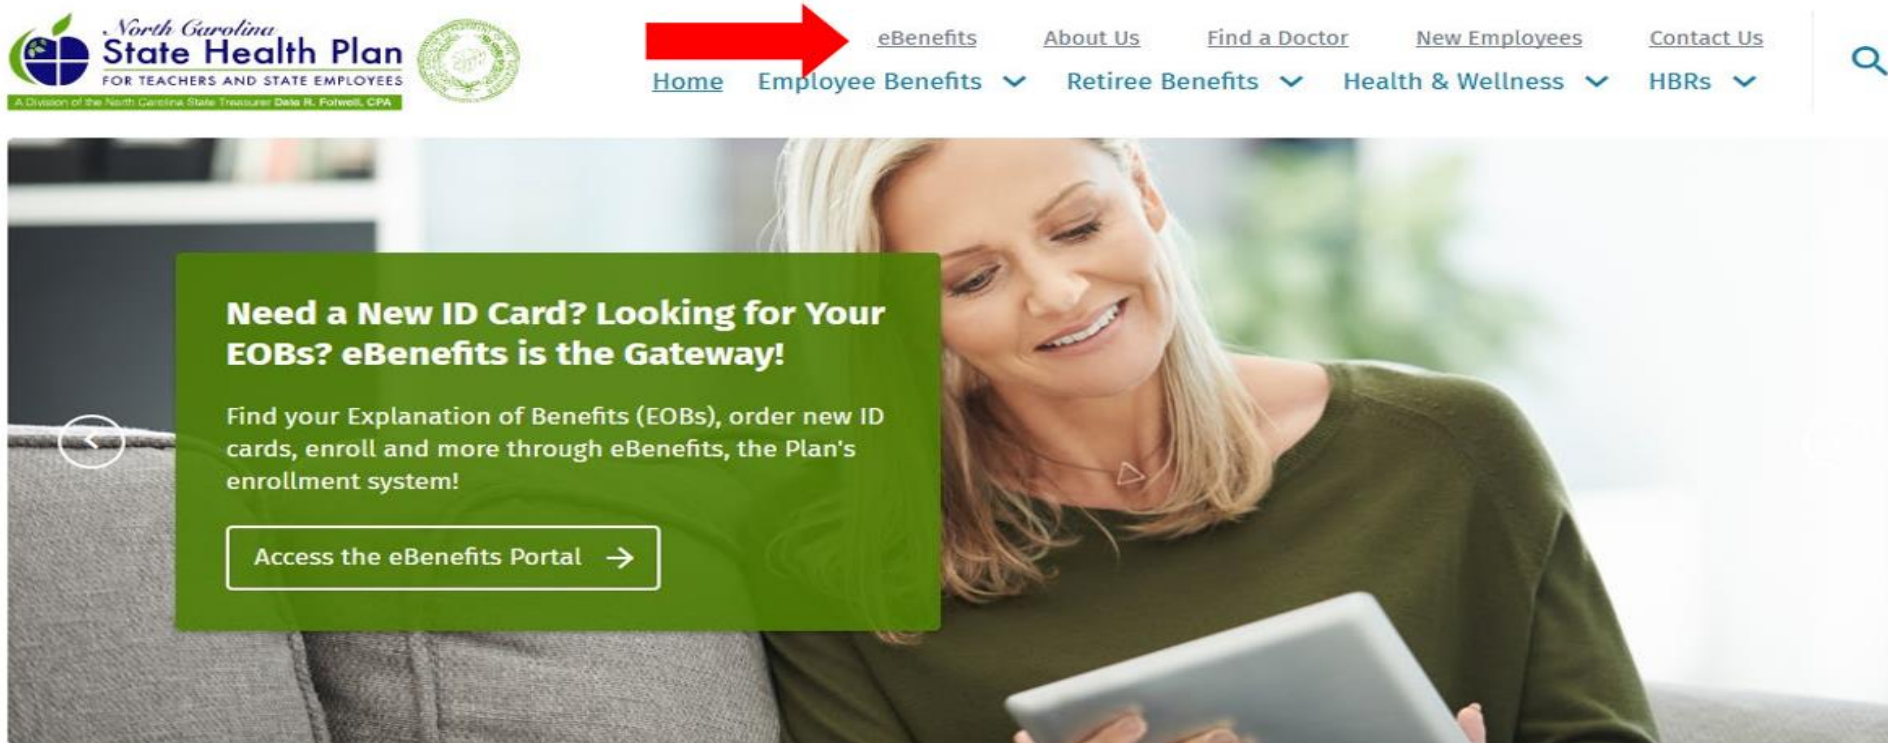 North Carolina
State Health Plan
FOR TEACHERS AND STATE EMPLOYEES
A Division of the North Carolina State Treasurer Dale R. Folwell, CPA
eBenefits About Us Find a Doctor New Employees Contact Us
Home Employee Benefits Retiree Benefits Health & Wellness HBRs
Need a New ID Card? Looking for Your
EOBs? eBenefits is the Gateway!
Find your Explanation of Benefits (EOBs), order new ID
cards, enroll and more through eBenefits, the Plan's
enrollment system!
Access the eBenefits Portal →